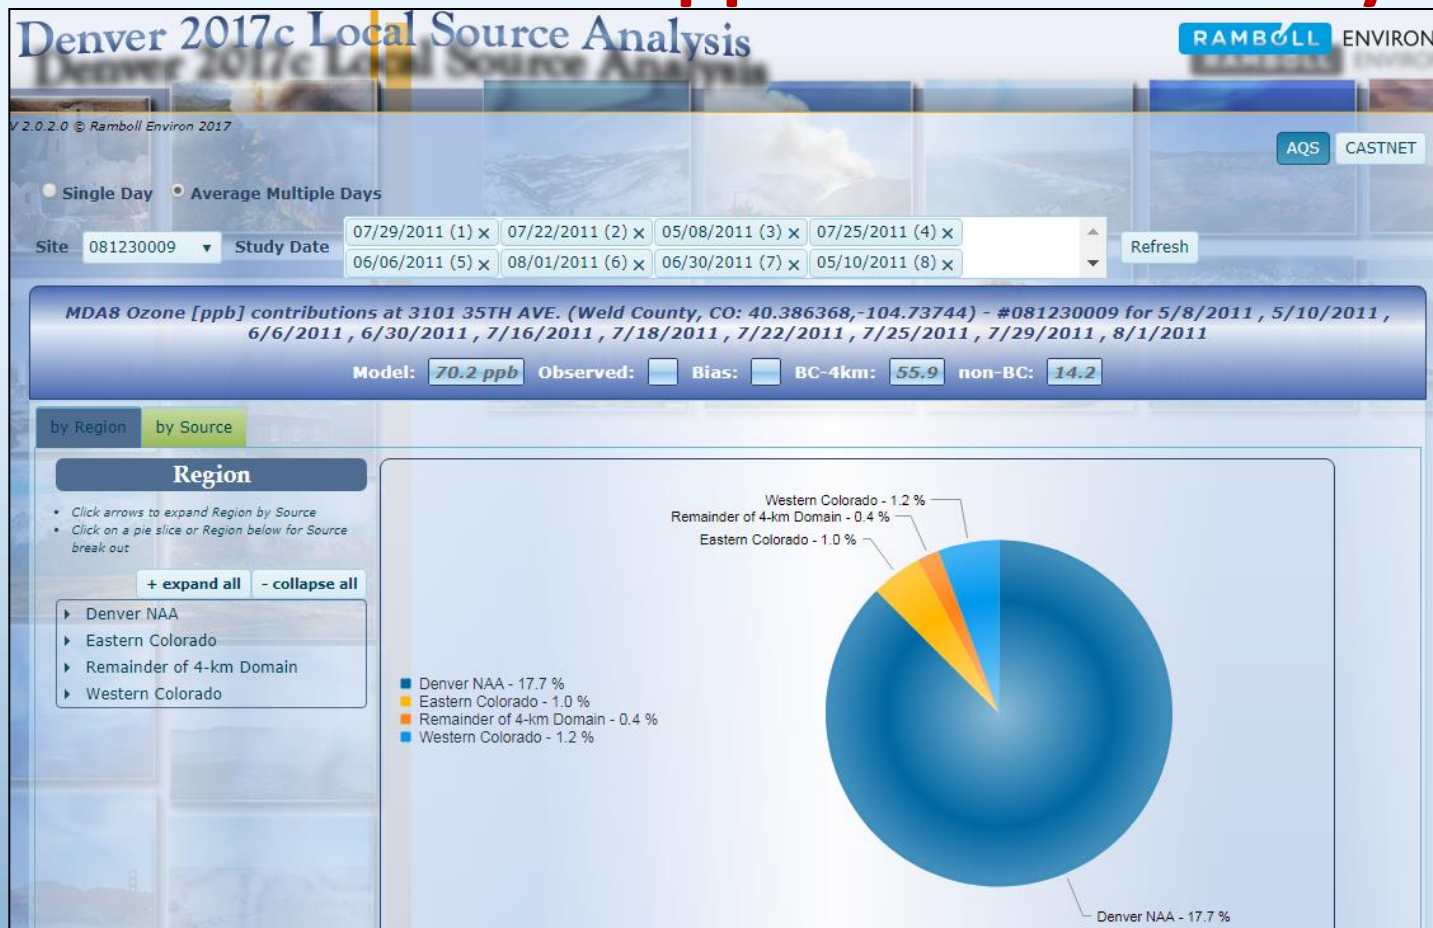 Denver 2017c Local Source Analysis
RAMBOLL ENVIRON
V 2.0.2.0 © Ramboll Environ 2017
AQS CASTNET
Single Day Average Multiple Days
Site 081230009 Study Date 07/29/2011 (1) x 07/22/2011 (2) x 05/08/2011 (3) x 07/25/2011 (4) x Refresh
06/06/2011 (5) x 08/01/2011 (6) x 06/30/2011 (7) x 05/10/2011 (8) x
MDA8 Ozone [ppb] contributions at 3101 35TH AVE. (Weld County, CO: 40.386368,-104.73744) - #081230009 for 5/8/2011 , 5/10/2011 ,
6/6/2011 , 6/30/2011 , 7/16/2011 , 7/18/2011 , 7/22/2011 , 7/25/2011 , 7/29/2011 , 8/1/2011
Model: 70.2 ppb Observed: Bias: BC-4km: 55.9 non-BC: 14.2
by Region by Source
Region
• Click arrows to expand Region by Source
• Click on a pie slice or Region below for Source
break out
+ expand all - collapse all
Denver NAA
Eastern Colorado
Remainder of 4-km Domain
Western Colorado
Western Colorado - 1.2 %
Remainder of 4-km Domain - 0.4 %
Eastern Colorado - 1.0 %
Denver NAA - 17.7 %
Eastern Colorado - 1.0 %
Remainder of 4-km Domain - 0.4 %
Western Colorado - 1.2 %
Denver NAA - 17.7 %